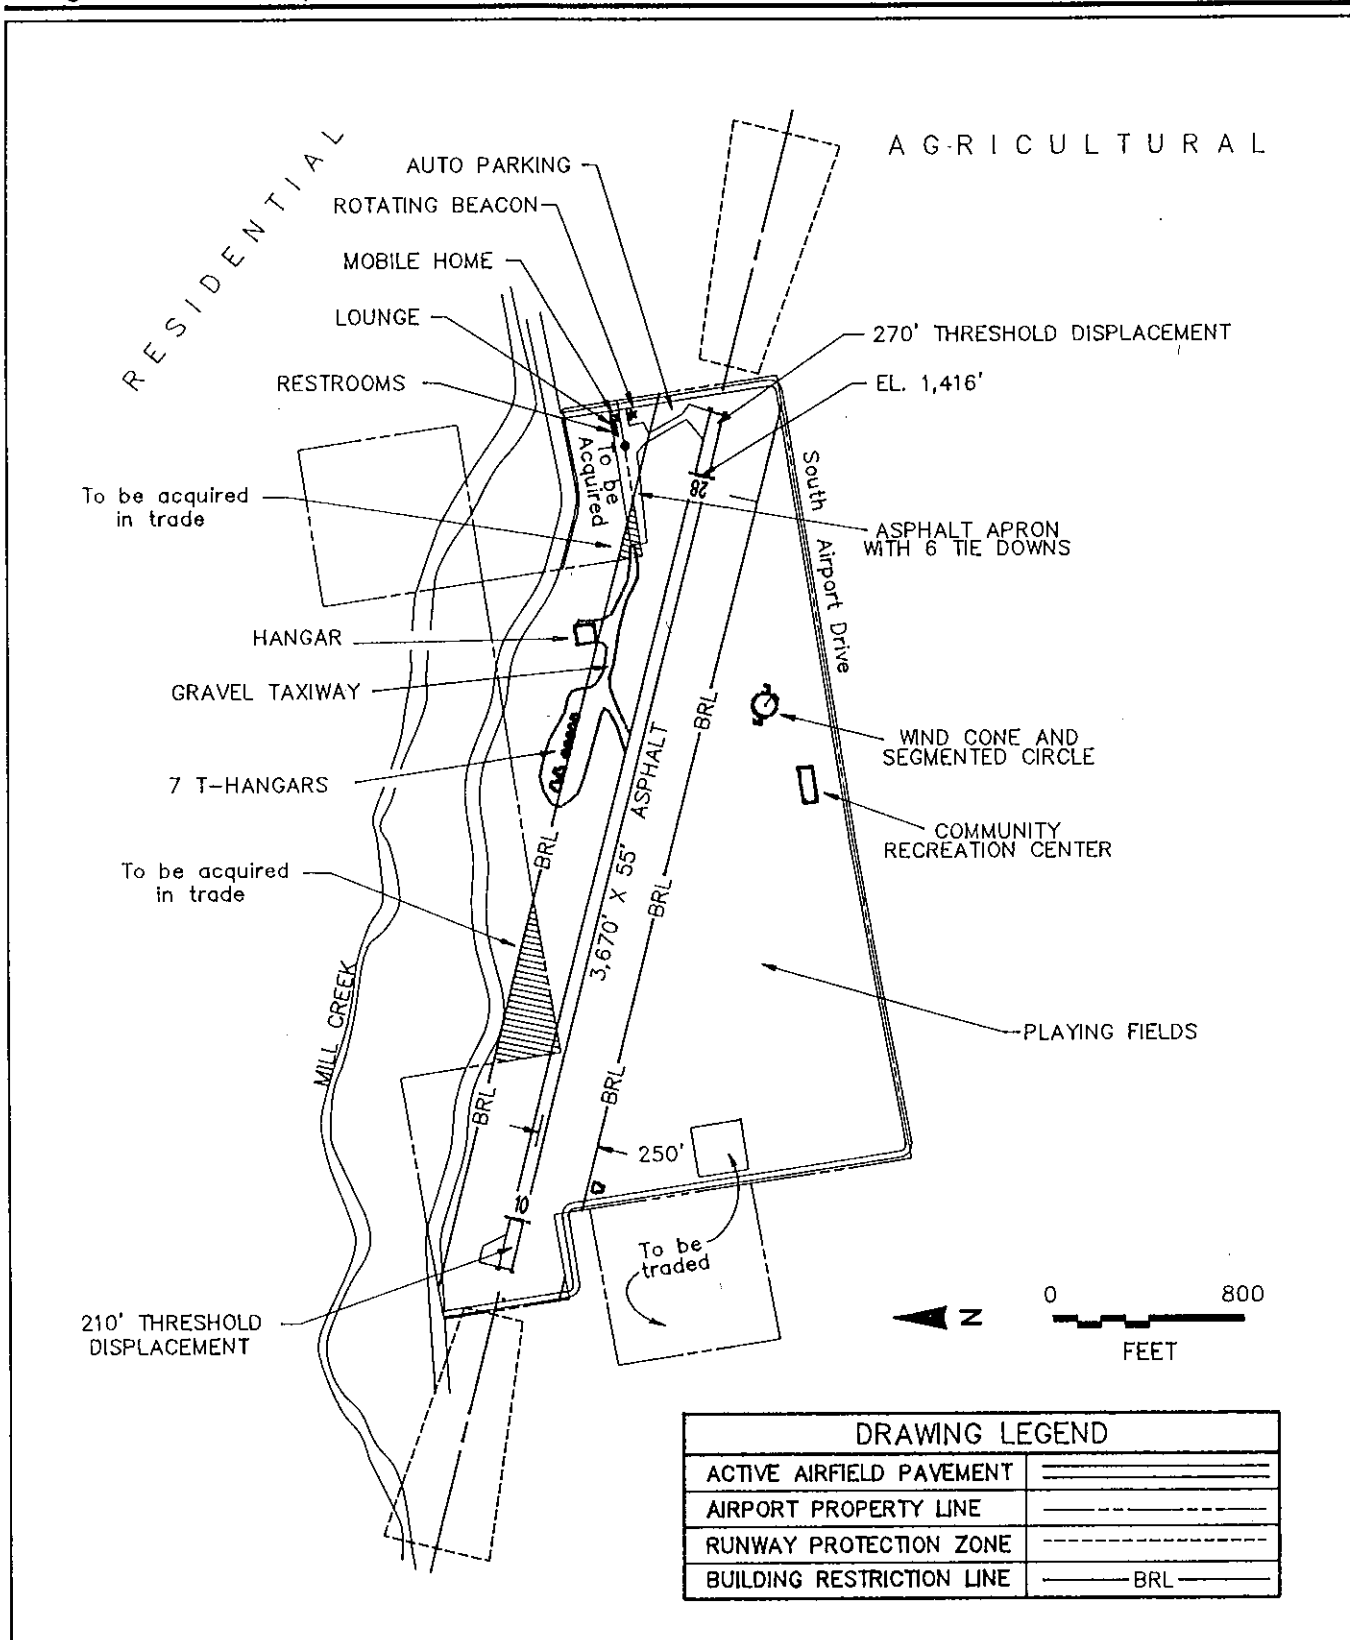 AGRICULTURAL
RESIDENTIAL
AUTO PARKING
ROTATING BEACON
MOBILE HOME
LOUNGE
RESTROOMS
270' THRESHOLD DISPLACEMENT
EL. 1,416'
To be
Acquired
28
South Airport Drive
To be acquired
in trade
ASPHALT APRON
WITH 6 TIE DOWNS
HANGAR
GRAVEL TAXIWAY
BRL
WIND CONE AND
SEGMENTED CIRCLE
7 T-HANGARS
3,670' X 55' ASPHALT
COMMUNITY
RECREATION CENTER
BRL
BRL
To be acquired
in trade
MILL CREEK
PLAYING FIELDS
BRL
BRL
250'
10
To be
traded
210' THRESHOLD
DISPLACEMENT
N
0 800
FEET
DRAWING LEGEND
ACTIVE AIRFIELD PAVEMENT
AIRPORT PROPERTY LINE
RUNWAY PROTECTION ZONE
BUILDING RESTRICTION LINE BRL